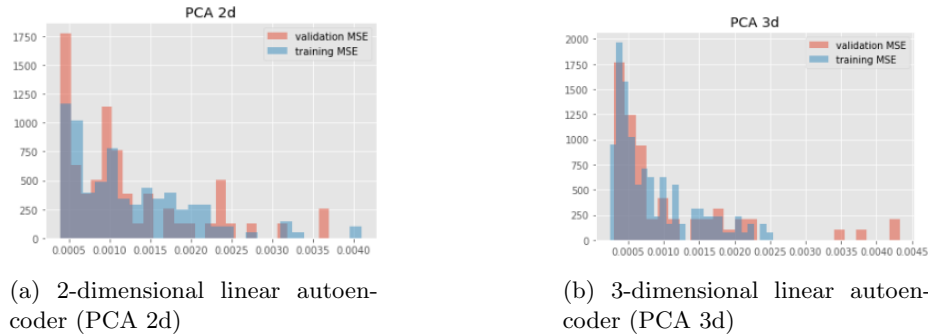 PCA 2d
validation MSE
training MSE
1750
1500
1250
1000
750
500
250
0
0.0005 0.0010 0.0015 0.0020 0.0025 0.0030 0.0035 0.0040
(a) 2-dimensional linear autoen-
coder (PCA 2d)
PCA 3d
validation MSE
training MSE
2000
1750
1500
1250
1000
750
500
250
0
0.0005 0.0010 0.0015 0.0020 0.0025 0.0030 0.0035 0.0040 0.0045
(b) 3-dimensional linear autoen-
coder (PCA 3d)